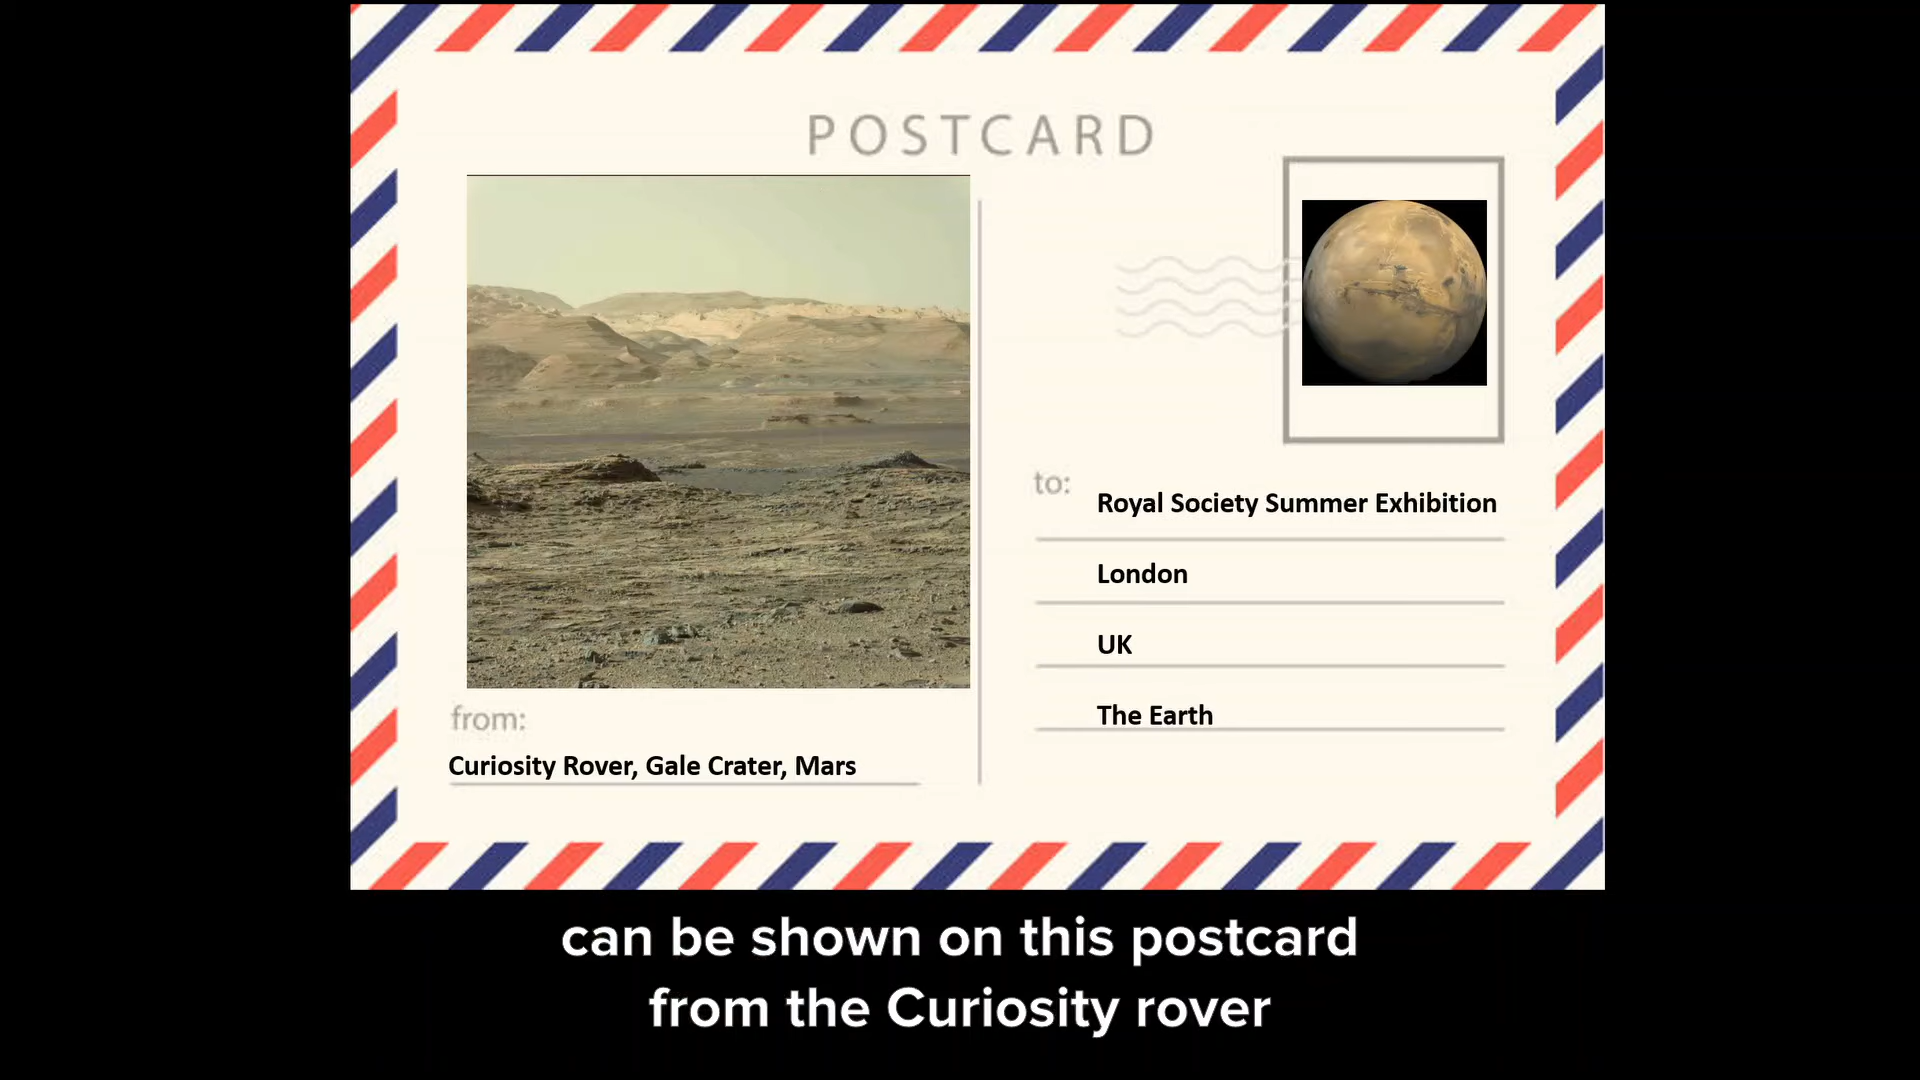 POSTCARD
from:
Curiosity Rover, Gale Crater, Mars
to:
Royal Society Summer Exhibition
London
UK
The Earth
can be shown on this postcard
from the Curiosity rover